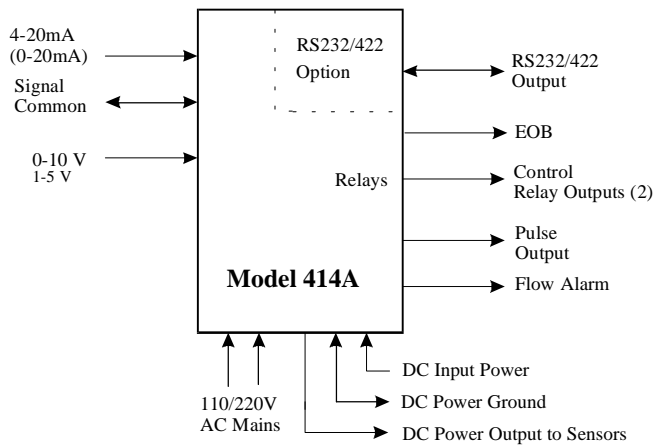 4-20mA
(0-20mA)
Signal
Common
0-10 V
1-5 V
RS232/422
Option
Relays
Model 414A
RS232/422
Output
EOB
Control
Relay Outputs (2)
Pulse
Output
Flow Alarm
110/220V
AC Mains
DC Input Power
DC Power Ground
DC Power Output to Sensors